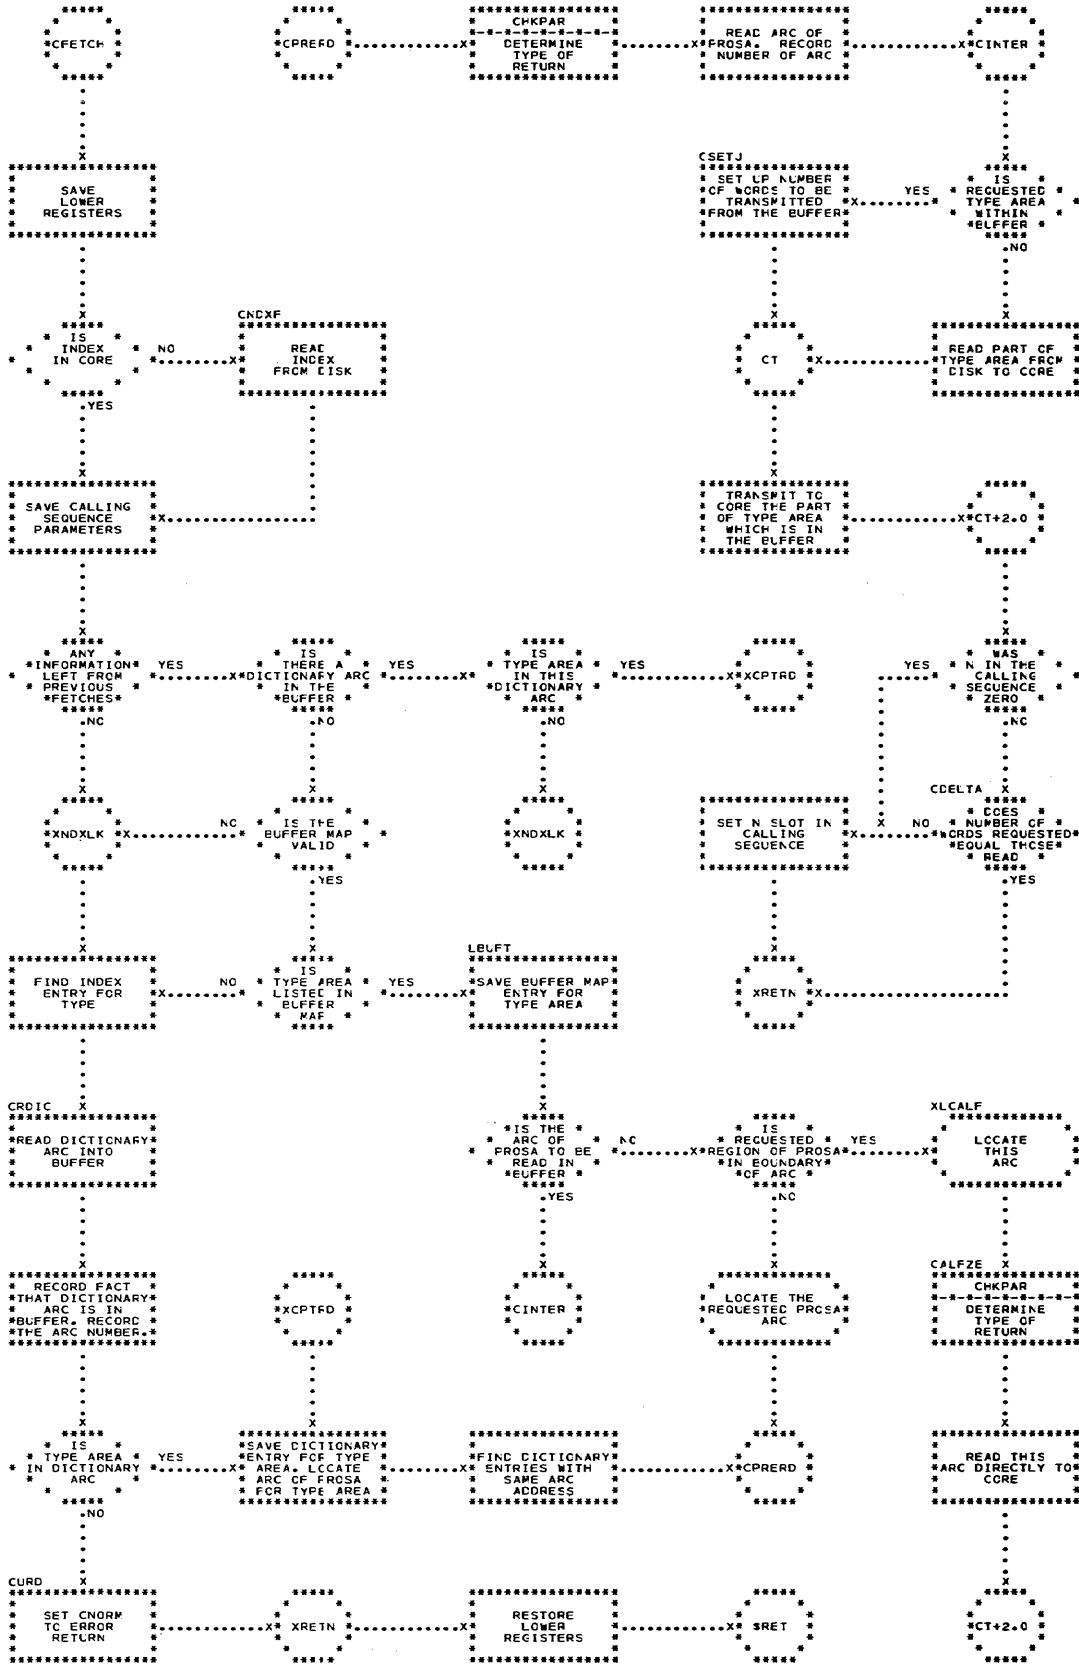 CFETCH
CPRERD
CHKPAR
DETERMINE
TYPE OF
RETURN
READ ARC OF
PROSA. RECORD
NUMBER OF ARC
CINTER
SAVE
LOWER
REGISTERS
CSETJ
SET UP NUMBER
OF WORDS TO BE
TRANSMITTED
FROM THE BUFFER
YES
IS
REQUESTED
TYPE AREA
WITHIN
BUFFER
NO
IS
INDEX
IN CORE
NO
YES
CNDXF
READ
INDEX
FROM DISK
CT
READ PART OF
TYPE AREA FROM
DISK TO CORE
SAVE CALLING
SEQUENCE
PARAMETERS
TRANSMIT TO
CORE THE PART
OF TYPE AREA
WHICH IS IN
THE BUFFER
CT+2.0
ANY
INFORMATION
LEFT FROM
PREVIOUS
FETCHES
YES
NO
IS
THERE A
DICTIONARY ARC
IN THE
BUFFER
YES
NO
IS
TYPE AREA
IN THIS
DICTIONARY
ARC
YES
NO
XCPTRD
YES
WAS
N IN THE
CALLING
SEQUENCE
ZERO
NO
XNDXLK
NO
IS THE
BUFFER MAP
VALID
YES
XNDXLK
SET N SLOT IN
CALLING
SEQUENCE
NO
CDELTA
DOES
NUMBER OF
WORDS REQUESTED
EQUAL THOSE
READ
YES
FIND INDEX
ENTRY FOR
TYPE
NO
IS
TYPE AREA
LISTED IN
BUFFER
MAP
YES
LBUFT
SAVE BUFFER MAP
ENTRY FOR
TYPE AREA
XRETN
CRDIC
READ DICTIONARY
ARC INTO
BUFFER
IS THE
ARC OF
PROSA TO BE
READ IN
BUFFER
NO
YES
IS
REQUESTED
REGION OF PROSA
IN BOUNDARY
OF ARC
YES
NO
XLCALF
LOCATE
THIS
ARC
RECORD FACT
THAT DICTIONARY
ARC IS IN
BUFFER. RECORD
THE ARC NUMBER.
XCPTRD
CINTER
LOCATE THE
REQUESTED PROSA
ARC
CALFZE
CHKPAR
DETERMINE
TYPE OF
RETURN
IS
TYPE AREA
IN DICTIONARY
ARC
YES
NO
SAVE DICTIONARY
ENTRY FOR TYPE
AREA. LOCATE
ARC OF PROSA
FOR TYPE AREA
FIND DICTIONARY
ENTRIES WITH
SAME ARC
ADDRESS
CPRERD
READ THIS
ARC DIRECTLY TO
CORE
CURD
SET CNORM
TO ERROR
RETURN
XRETN
RESTORE
LOWER
REGISTERS
$RET
CT+2.0